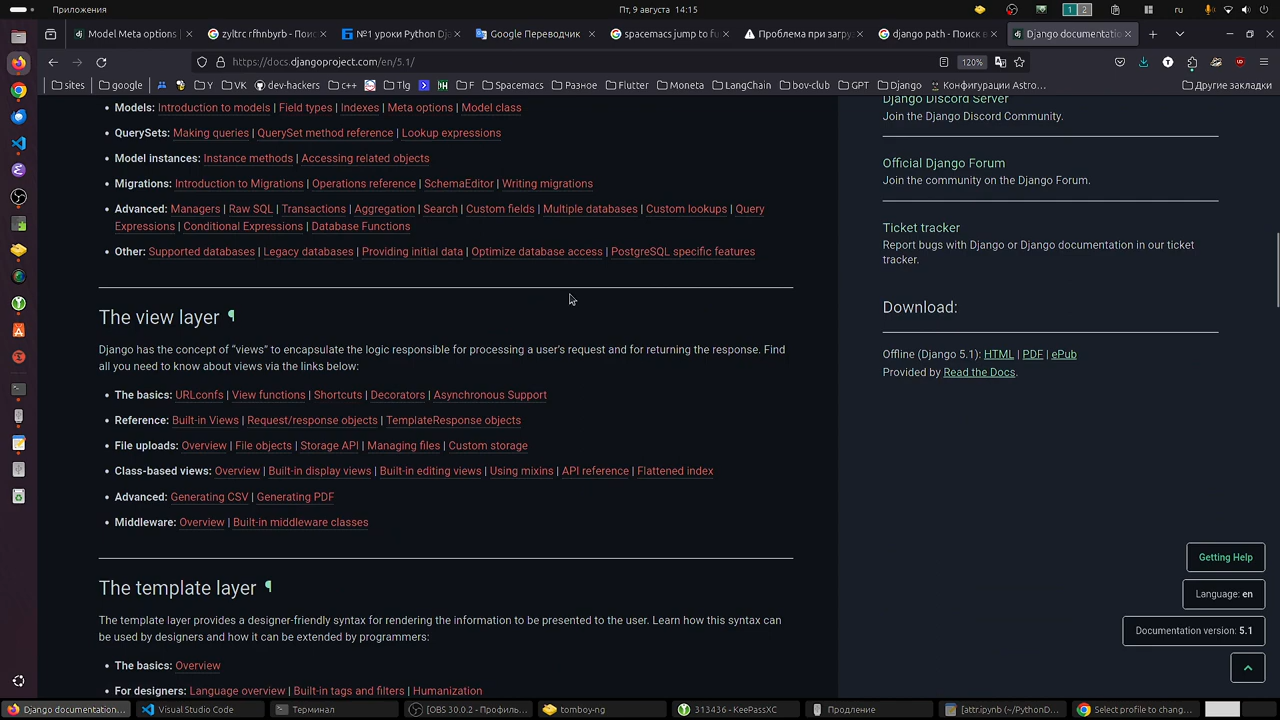 Приложения
Пт, 9 августа 14:15
ru
Model Meta options
zyltrc rfhnbyrb - Поис
№1 уроки Python Dj
Google Переводчик
spacemacs jump to fu
Проблема при загру
django path - Поиск в
Django documentatio
https://docs.djangoproject.com/en/5.1/
120%
sites
google
Y
VK
dev-hackers
c++
Tlg
F
Spacemacs
Разное
Flutter
Moneta
LangChain
bov-club
GPT
Django
Конфигурации Astro…
Другие закладки
Models: Introduction to models | Field types | Indexes | Meta options | Model class
QuerySets: Making queries | QuerySet method reference | Lookup expressions
Model instances: Instance methods | Accessing related objects
Migrations: Introduction to Migrations | Operations reference | SchemaEditor | Writing migrations
Advanced: Managers | Raw SQL | Transactions | Aggregation | Search | Custom fields | Multiple databases | Custom lookups | Query
Expressions | Conditional Expressions | Database Functions
Other: Supported databases | Legacy databases | Providing initial data | Optimize database access | PostgreSQL specific features
The view layer ¶
Django has the concept of “views” to encapsulate the logic responsible for processing a user’s request and for returning the response. Find
all you need to know about views via the links below:
The basics: URLconfs | View functions | Shortcuts | Decorators | Asynchronous Support
Reference: Built-in Views | Request/response objects | TemplateResponse objects
File uploads: Overview | File objects | Storage API | Managing files | Custom storage
Class-based views: Overview | Built-in display views | Built-in editing views | Using mixins | API reference | Flattened index
Advanced: Generating CSV | Generating PDF
Middleware: Overview | Built-in middleware classes
The template layer ¶
The template layer provides a designer-friendly syntax for rendering the information to be presented to the user. Learn how this syntax can
be used by designers and how it can be extended by programmers:
The basics: Overview
For designers: Language overview | Built-in tags and filters | Humanization
Django Discord Server
Join the Django Discord Community.
Official Django Forum
Join the community on the Django Forum.
Ticket tracker
Report bugs with Django or Django documentation in our ticket
tracker.
Download:
Offline (Django 5.1): HTML | PDF | ePub
Provided by Read the Docs.
Getting Help
Language: en
Documentation version: 5.1
Django documentation…
Visual Studio Code
Терминал
[OBS 30.0.2 - Профиль…
tomboy-ng
313436 - KeePassXC
Продление
[attr.ipynb (~/PythonD…
Select profile to chang…